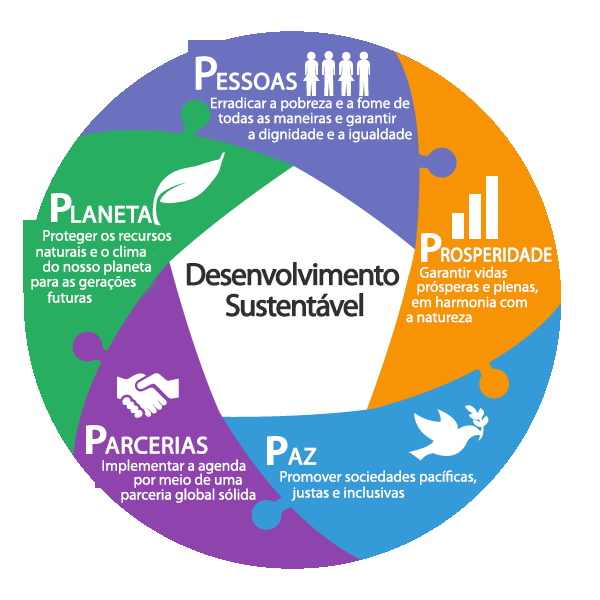 PESSOAS
Erradicar a pobreza e a fome de
todas as maneiras e garantir
a dignidade e a igualdade
PROSPERIDADE
Garantir vidas
prósperas e plenas,
em harmonia com
a natureza
PAZ
Promover sociedades pacíficas,
justas e inclusivas
PARCERIAS
Implementar a agenda
por meio de uma
parceria global sólida
PLANETA
Proteger os recursos
naturais e o clima
do nosso planeta
para as gerações
futuras
Desenvolvimento
Sustentável